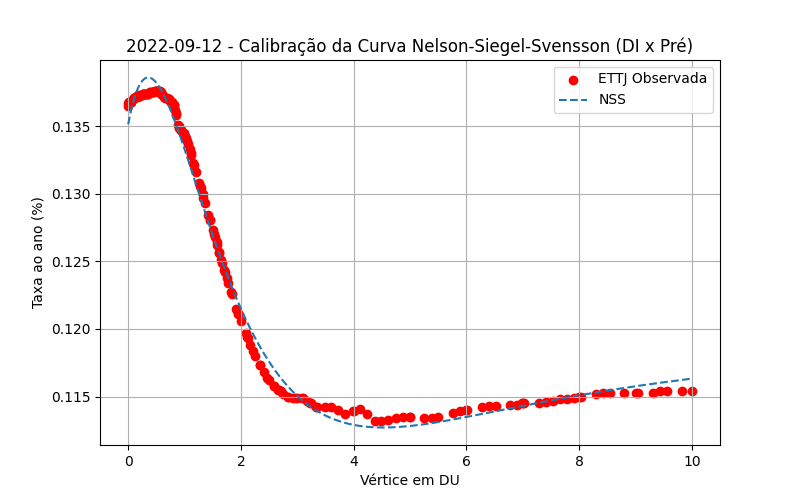 2022-09-12 - Calibração da Curva Nelson-Siegel-Svensson (DI x Pré)
ETTJ Observada
NSS
Taxa ao ano (%)
0.135
0.130
0.125
0.120
0.115
0 2 4 6 8 10
Vértice em DU